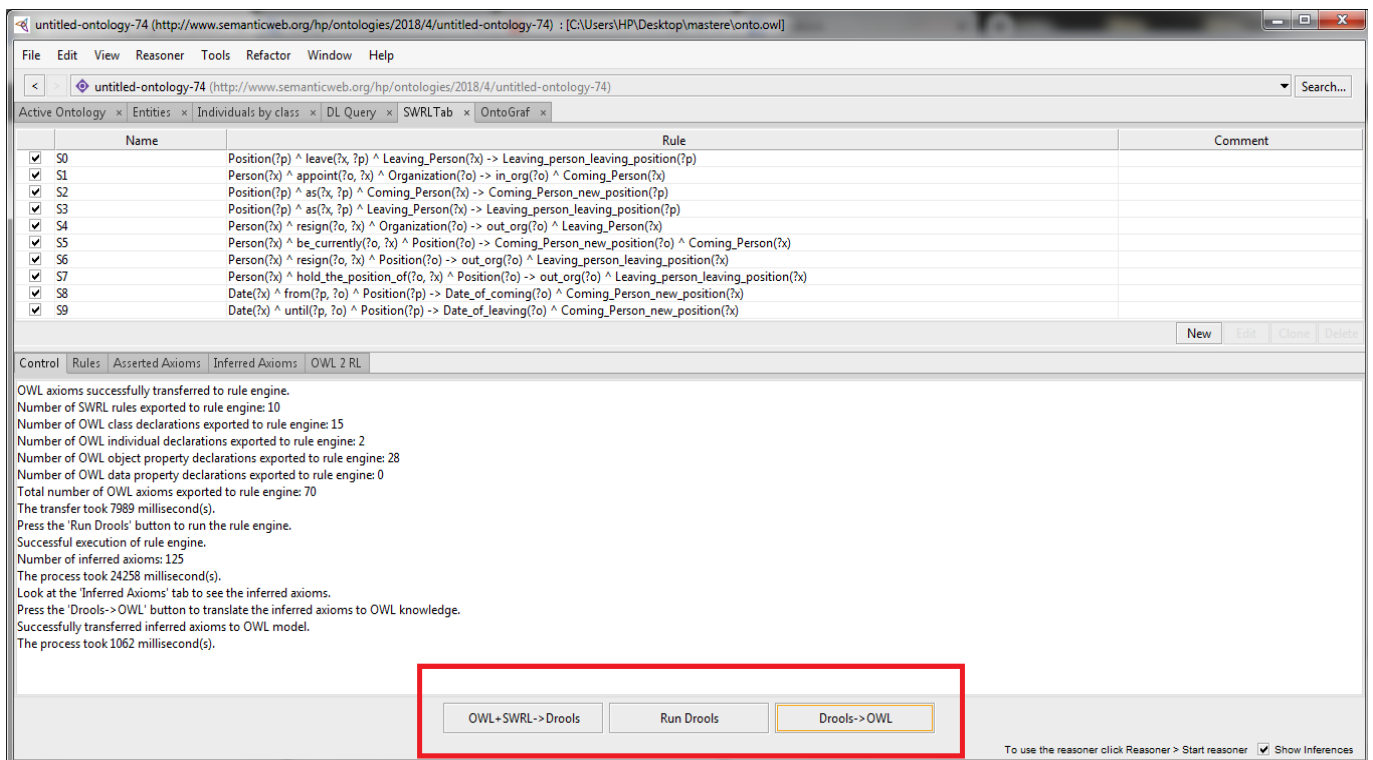 untitled-ontology-74 (http://www.semanticweb.org/hp/ontologies/2018/4/untitled-ontology-74) : [C:\Users\HP\Desktop\mastere\onto.owl]
File Edit View Reasoner Tools Refactor Window Help
< > untitled-ontology-74 (http://www.semanticweb.org/hp/ontologies/2018/4/untitled-ontology-74) Search...
Active Ontology × Entities × Individuals by class × DL Query × SWRLTab × OntoGraf ×
Name Rule Comment
S0 Position(?p) ^ leave(?x, ?p) ^ Leaving_Person(?x) -> Leaving_person_leaving_position(?p)
S1 Person(?x) ^ appoint(?o, ?x) ^ Organization(?o) -> in_org(?o) ^ Coming_Person(?x)
S2 Position(?p) ^ as(?x, ?p) ^ Coming_Person(?x) -> Coming_Person_new_position(?p)
S3 Position(?p) ^ as(?x, ?p) ^ Leaving_Person(?x) -> Leaving_person_leaving_position(?p)
S4 Person(?x) ^ resign(?o, ?x) ^ Organization(?o) -> out_org(?o) ^ Leaving_Person(?x)
S5 Person(?x) ^ be_currently(?o, ?x) ^ Position(?o) -> Coming_Person_new_position(?o) ^ Coming_Person(?x)
S6 Person(?x) ^ resign(?o, ?x) ^ Position(?o) -> out_org(?o) ^ Leaving_person_leaving_position(?x)
S7 Person(?x) ^ hold_the_position_of(?o, ?x) ^ Position(?o) -> out_org(?o) ^ Leaving_person_leaving_position(?x)
S8 Date(?x) ^ from(?p, ?o) ^ Position(?p) -> Date_of_coming(?o) ^ Coming_Person_new_position(?x)
S9 Date(?x) ^ until(?p, ?o) ^ Position(?p) -> Date_of_leaving(?o) ^ Coming_Person_new_position(?x)
New Edit Clone Delete
Control Rules Asserted Axioms Inferred Axioms OWL 2 RL
OWL axioms successfully transferred to rule engine.
Number of SWRL rules exported to rule engine: 10
Number of OWL class declarations exported to rule engine: 15
Number of OWL individual declarations exported to rule engine: 2
Number of OWL object property declarations exported to rule engine: 28
Number of OWL data property declarations exported to rule engine: 0
Total number of OWL axioms exported to rule engine: 70
The transfer took 7989 millisecond(s).
Press the 'Run Drools' button to run the rule engine.
Successful execution of rule engine.
Number of inferred axioms: 125
The process took 24258 millisecond(s).
Look at the 'Inferred Axioms' tab to see the inferred axioms.
Press the 'Drools->OWL' button to translate the inferred axioms to OWL knowledge.
Successfully transferred inferred axioms to OWL model.
The process took 1062 millisecond(s).
OWL+SWRL->Drools Run Drools Drools->OWL
To use the reasoner click Reasoner > Start reasoner Show Inferences